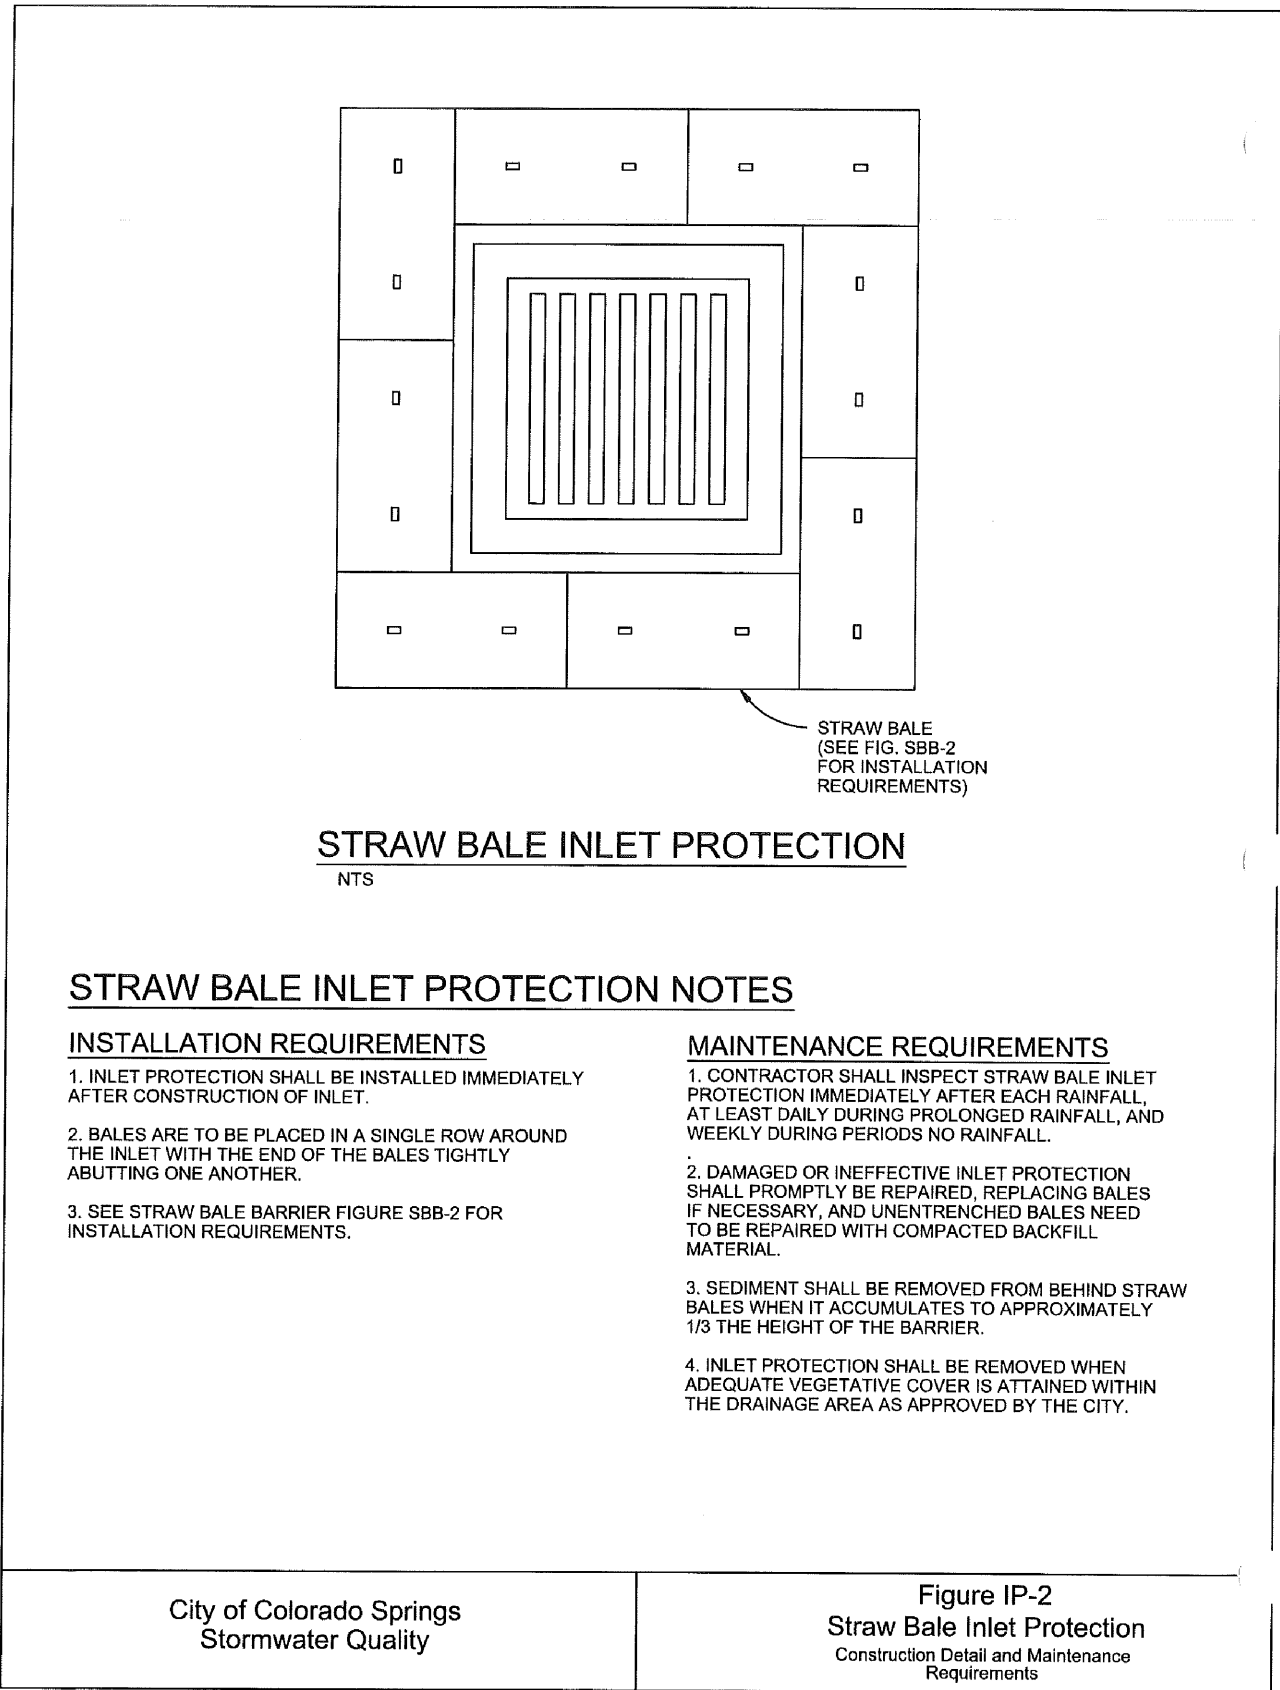 STRAW BALE
(SEE FIG. SBB-2
FOR INSTALLATION
REQUIREMENTS)
STRAW BALE INLET PROTECTION
NTS
STRAW BALE INLET PROTECTION NOTES
INSTALLATION REQUIREMENTS
1. INLET PROTECTION SHALL BE INSTALLED IMMEDIATELY
AFTER CONSTRUCTION OF INLET.
2. BALES ARE TO BE PLACED IN A SINGLE ROW AROUND
THE INLET WITH THE END OF THE BALES TIGHTLY
ABUTTING ONE ANOTHER.
3. SEE STRAW BALE BARRIER FIGURE SBB-2 FOR
INSTALLATION REQUIREMENTS.
MAINTENANCE REQUIREMENTS
1. CONTRACTOR SHALL INSPECT STRAW BALE INLET
PROTECTION IMMEDIATELY AFTER EACH RAINFALL,
AT LEAST DAILY DURING PROLONGED RAINFALL, AND
WEEKLY DURING PERIODS NO RAINFALL.
.
2. DAMAGED OR INEFFECTIVE INLET PROTECTION
SHALL PROMPTLY BE REPAIRED, REPLACING BALES
IF NECESSARY, AND UNENTRENCHED BALES NEED
TO BE REPAIRED WITH COMPACTED BACKFILL
MATERIAL.
3. SEDIMENT SHALL BE REMOVED FROM BEHIND STRAW
BALES WHEN IT ACCUMULATES TO APPROXIMATELY
1/3 THE HEIGHT OF THE BARRIER.
4. INLET PROTECTION SHALL BE REMOVED WHEN
ADEQUATE VEGETATIVE COVER IS ATTAINED WITHIN
THE DRAINAGE AREA AS APPROVED BY THE CITY.
City of Colorado Springs
Stormwater Quality
Figure IP-2
Straw Bale Inlet Protection
Construction Detail and Maintenance
Requirements